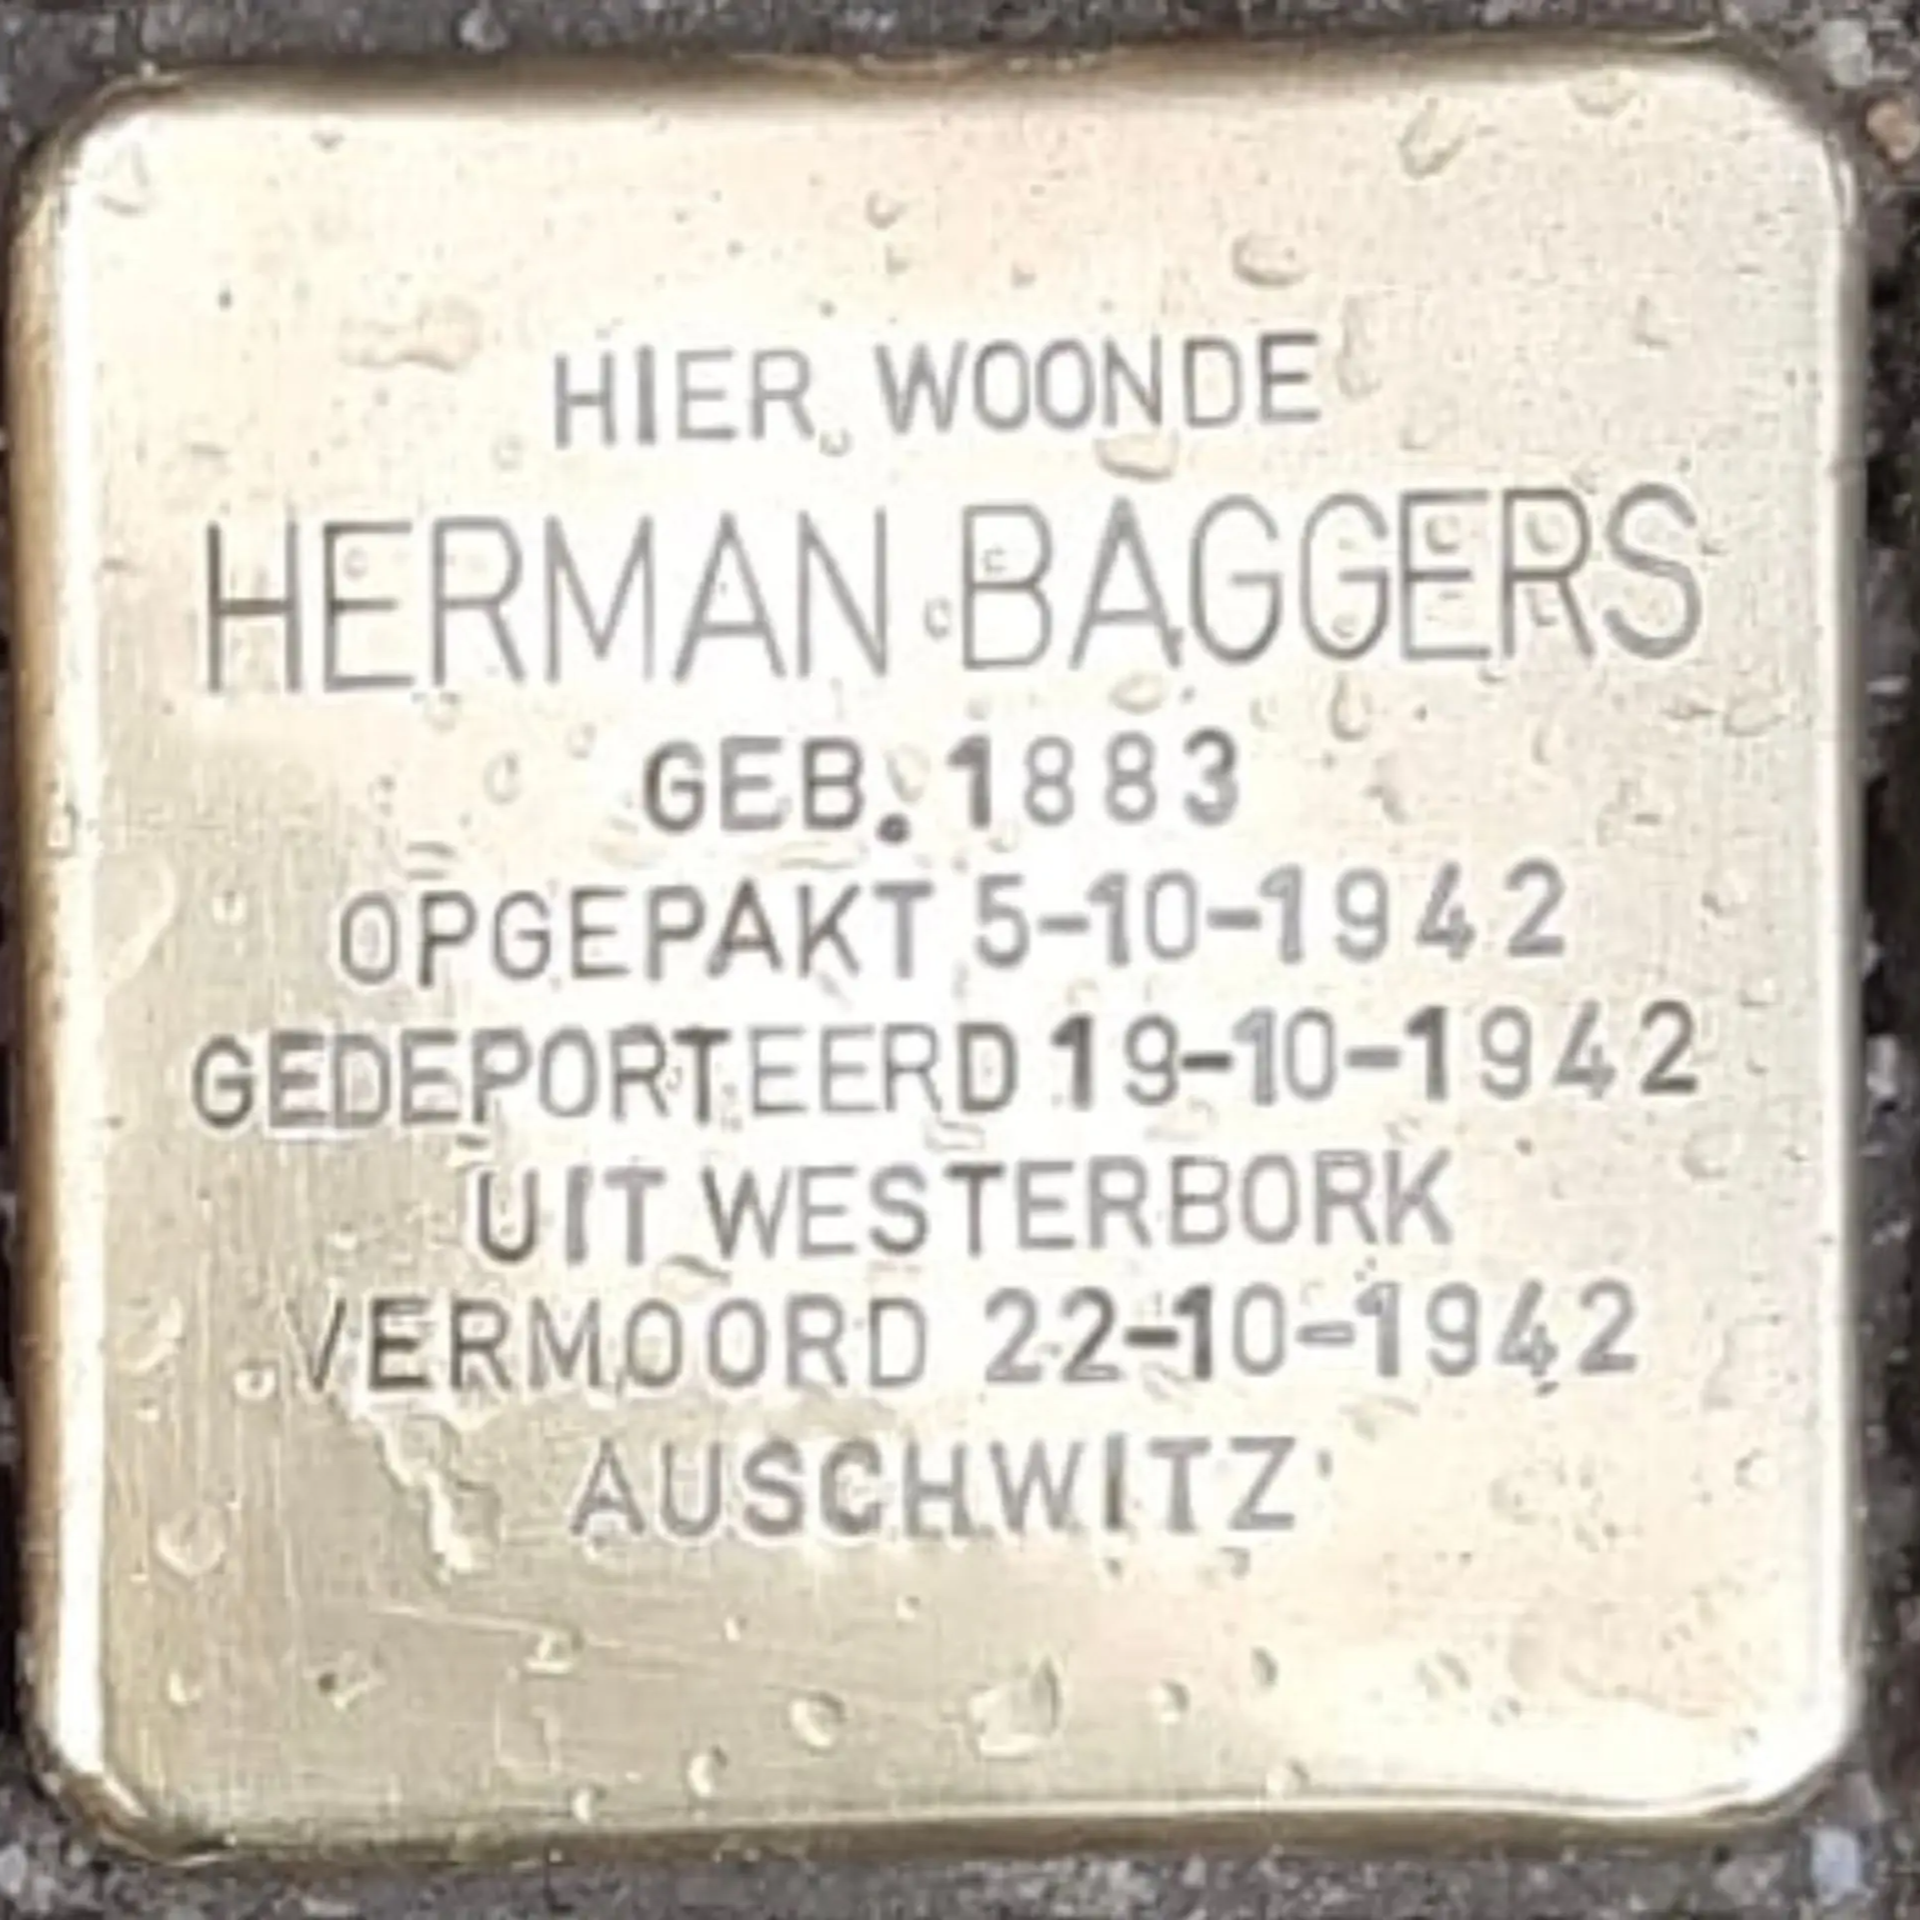 HIER WOONDE
HERMAN BAGGERS
GEB. 1883
OPGEPAKT 5-10-1942
GEDEPORTEERD 19-10-1942
UIT WESTERBORK
VERMOORD 22-10-1942
AUSCHWITZ